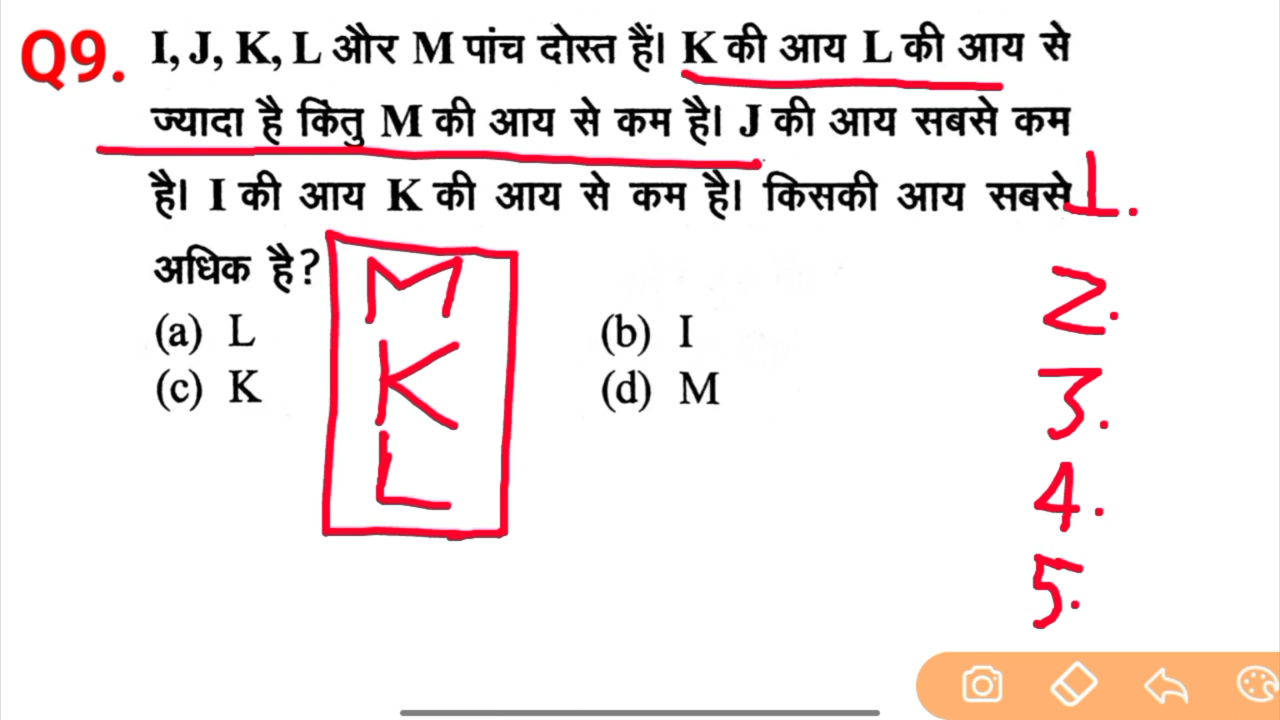 Q9. I, J, K, L और M पांच दोस्त हैं। K की आय L की आय से
ज्यादा है किंतु M की आय से कम है। J की आय सबसे कम
है। I की आय K की आय से कम है। किसकी आय सबसे
अधिक है?
(a) L
(b) I
(c) K
(d) M
M
K
L
1.
2.
3.
4.
5.